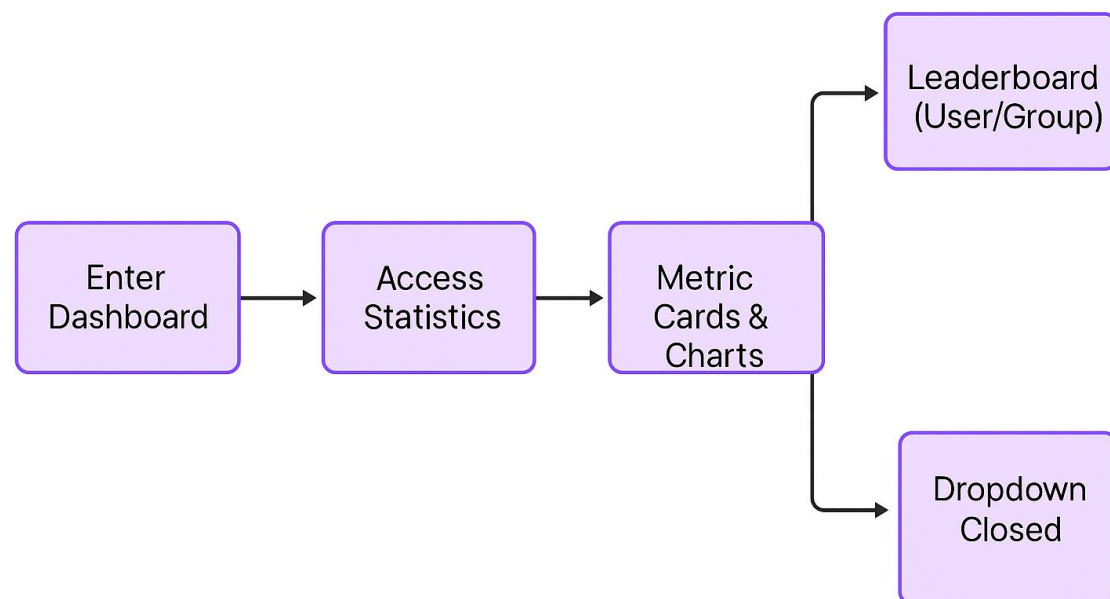 Enter
Dashboard
Access
Statistics
Metric
Cards &
Charts
Leaderboard
(User/Group)
Dropdown
Closed